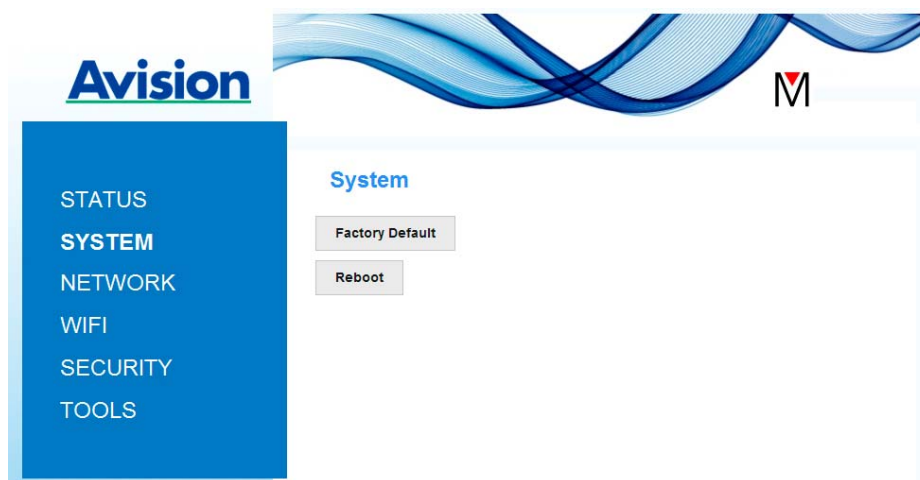 Avision
M
STATUS
SYSTEM
NETWORK
WIFI
SECURITY
TOOLS
System
Factory Default
Reboot